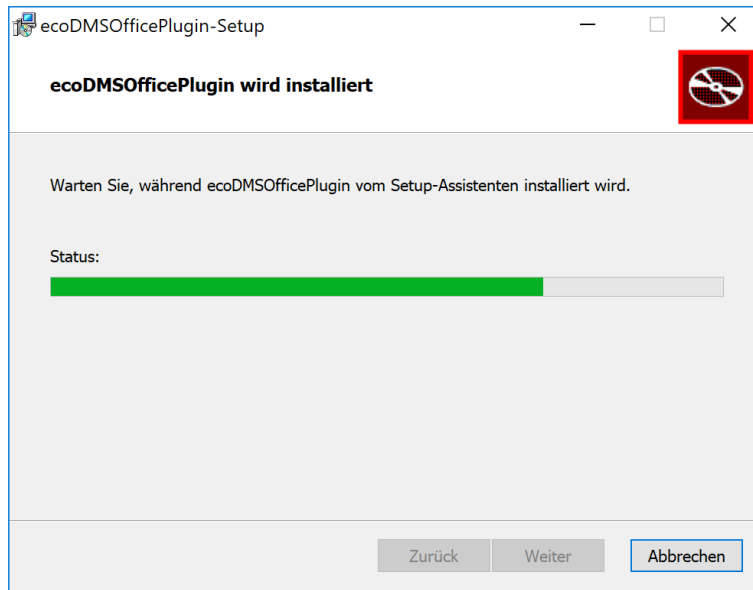 ecoDMSOfficePlugin-Setup
ecoDMSOfficePlugin wird installiert
Warten Sie, während ecoDMSOfficePlugin vom Setup-Assistenten installiert wird.
Status:
Zurück
Weiter
Abbrechen